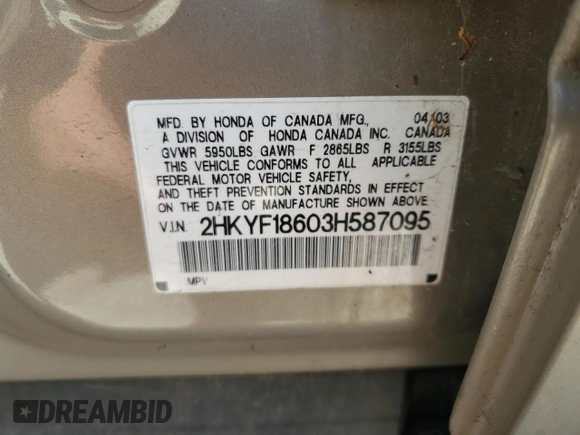 MFD. BY HONDA OF CANADA MFG., 04/03
A DIVISION OF HONDA CANADA INC. CANADA
GVWR 5950LBS GAWR F 2865LBS R 3155LBS
THIS VEHICLE CONFORMS TO ALL APPLICABLE
FEDERAL MOTOR VEHICLE SAFETY,
AND THEFT PREVENTION STANDARDS IN EFFECT
ON THE DATE OF MANUFACTURE SHOWN ABOVE.
V.I.N. 2HKYF18603H587095
MPV
DREAMBID